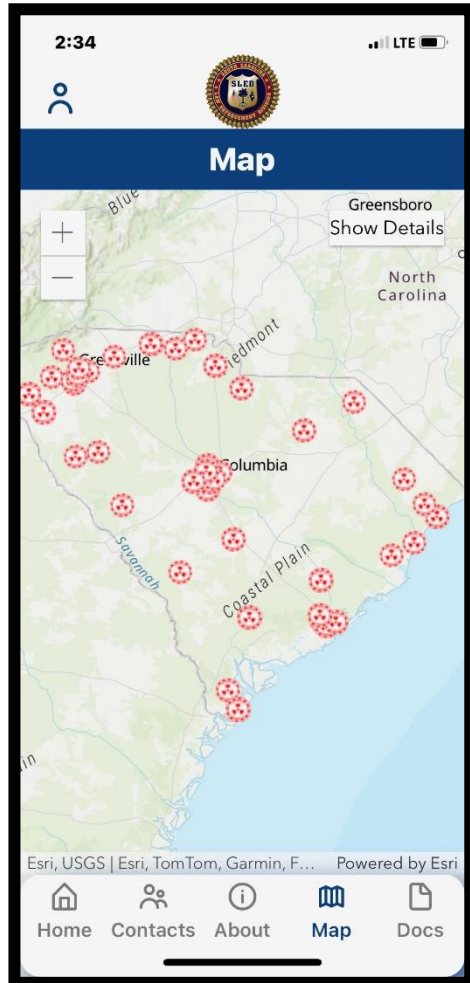 2:34
LTE
SLED
Map
Blue
Greensboro
Show Details
North
Carolina
Piedmont
Columbia
Savannah
Coastal Plain
Esri, USGS | Esri, TomTom, Garmin, F... Powered by Esri
Home Contacts About Map Docs